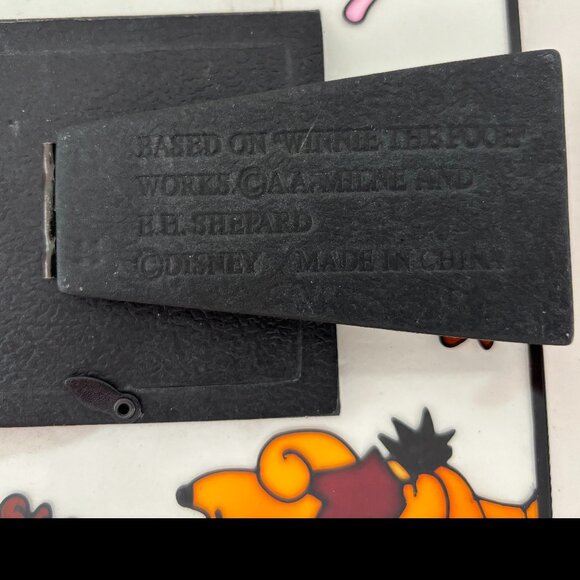 BASED ON "WINNIE THE POOH"
WORKS ©A.A. MILNE AND
E.H. SHEPARD
©DISNEY MADE IN CHINA